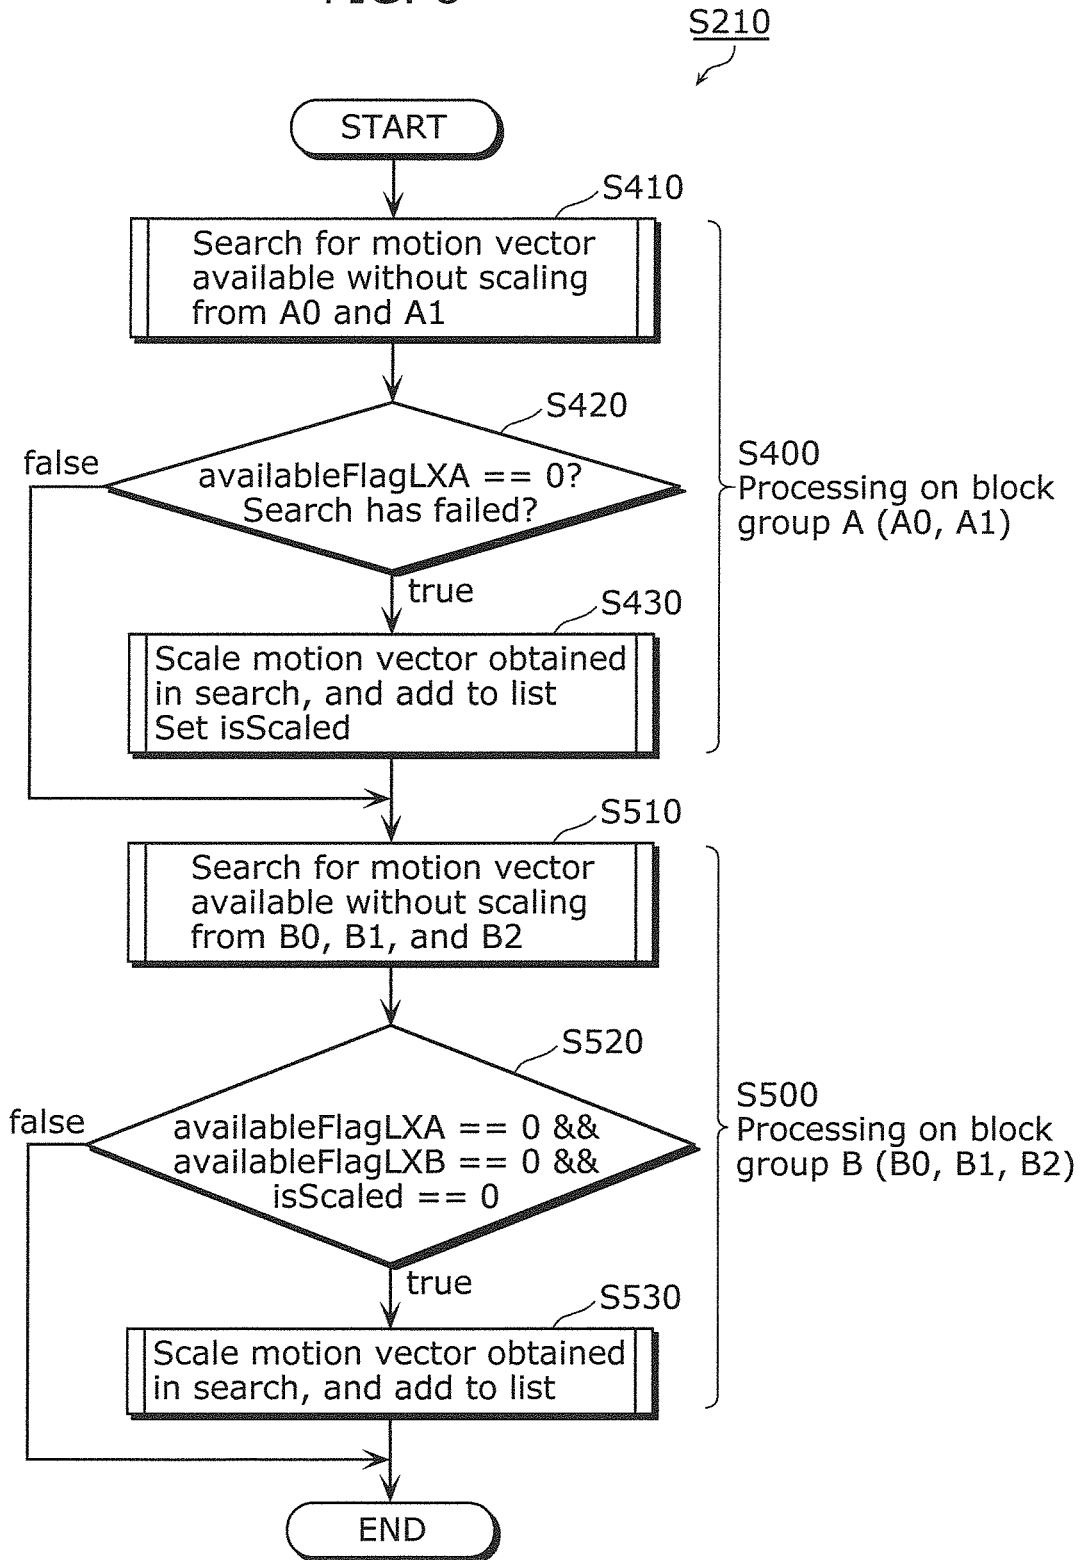 S210
START
S410
Search for motion vector
available without scaling
from A0 and A1
S420
false
availableFlagLXA == 0?
Search has failed?
true
S400
Processing on block
group A (A0, A1)
S430
Scale motion vector obtained
in search, and add to list
Set isScaled
S510
Search for motion vector
available without scaling
from B0, B1, and B2
S520
false
availableFlagLXA == 0 &&
availableFlagLXB == 0 &&
isScaled == 0
true
S500
Processing on block
group B (B0, B1, B2)
S530
Scale motion vector obtained
in search, and add to list
END